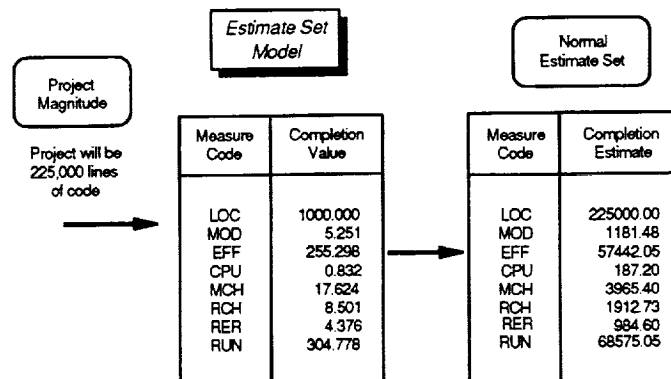 Estimate Set
Model
Normal
Estimate Set
Project
Magnitude
Project will be
225,000 lines
of code
Measure Code Completion Value
LOC 1000.000
MOD 5.251
EFF 255.298
CPU 0.832
MCH 17.624
RCH 8.501
RER 4.376
RUN 304.778
Measure Code Completion Estimate
LOC 225000.00
MOD 1181.48
EFF 57442.05
CPU 187.20
MCH 3965.40
RCH 1912.73
RER 984.60
RUN 68575.05